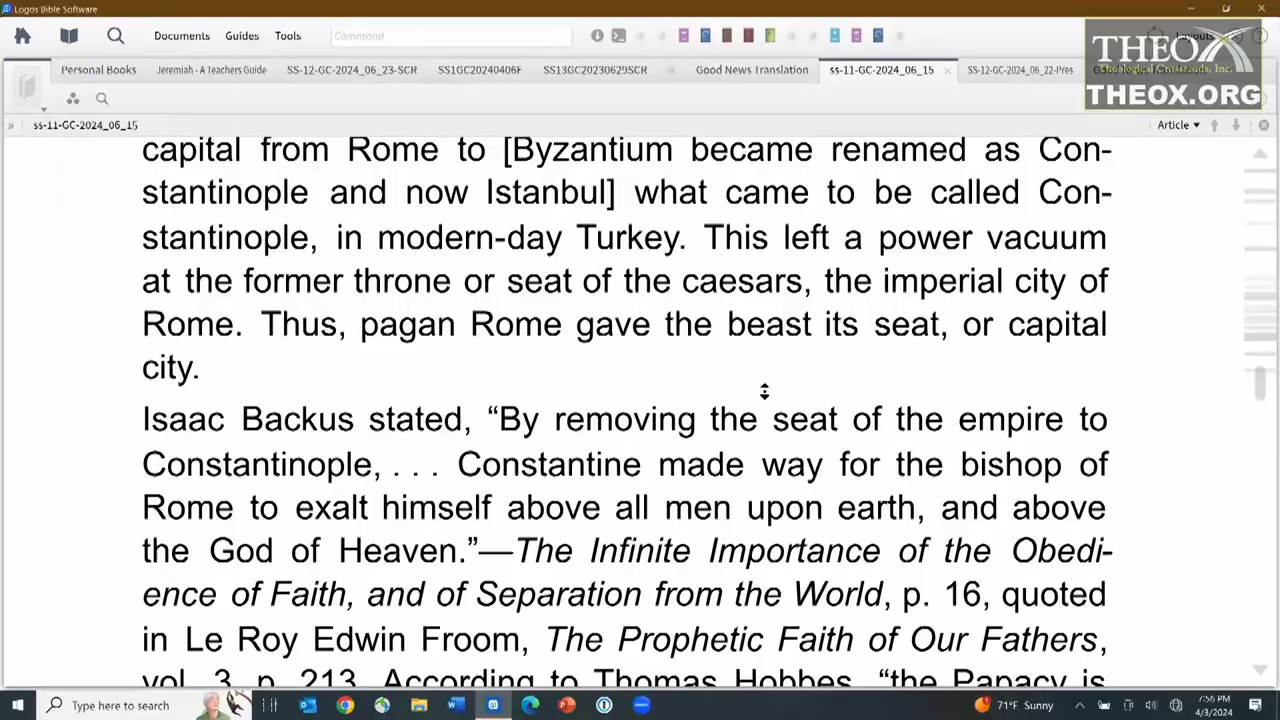 Logos Bible Software
Documents Guides Tools Command
THEOX
Theological Crossroads, Inc.
THEOX.ORG
Personal Books Jeremiah - A Teachers Guide SS-12-GC-2024_06_23-SCR SS13GC20230629SCR Good News Translation ss-11-GC-2024_06_15 SS-12-GC-2024_06_22-Pres
» ss-11-GC-2024_06_15 Article
capital from Rome to [Byzantium became renamed as Con-
stantinople and now Istanbul] what came to be called Con-
stantinople, in modern-day Turkey. This left a power vacuum
at the former throne or seat of the caesars, the imperial city of
Rome. Thus, pagan Rome gave the beast its seat, or capital
city.
Isaac Backus stated, “By removing the seat of the empire to
Constantinople, . . . Constantine made way for the bishop of
Rome to exalt himself above all men upon earth, and above
the God of Heaven.”—The Infinite Importance of the Obedi-
ence of Faith, and of Separation from the World, p. 16, quoted
in Le Roy Edwin Froom, The Prophetic Faith of Our Fathers,
vol. 3, p. 213. According to Thomas Hobbes, “the Papacy is
Type here to search 71°F Sunny 7:56 PM
4/3/2024